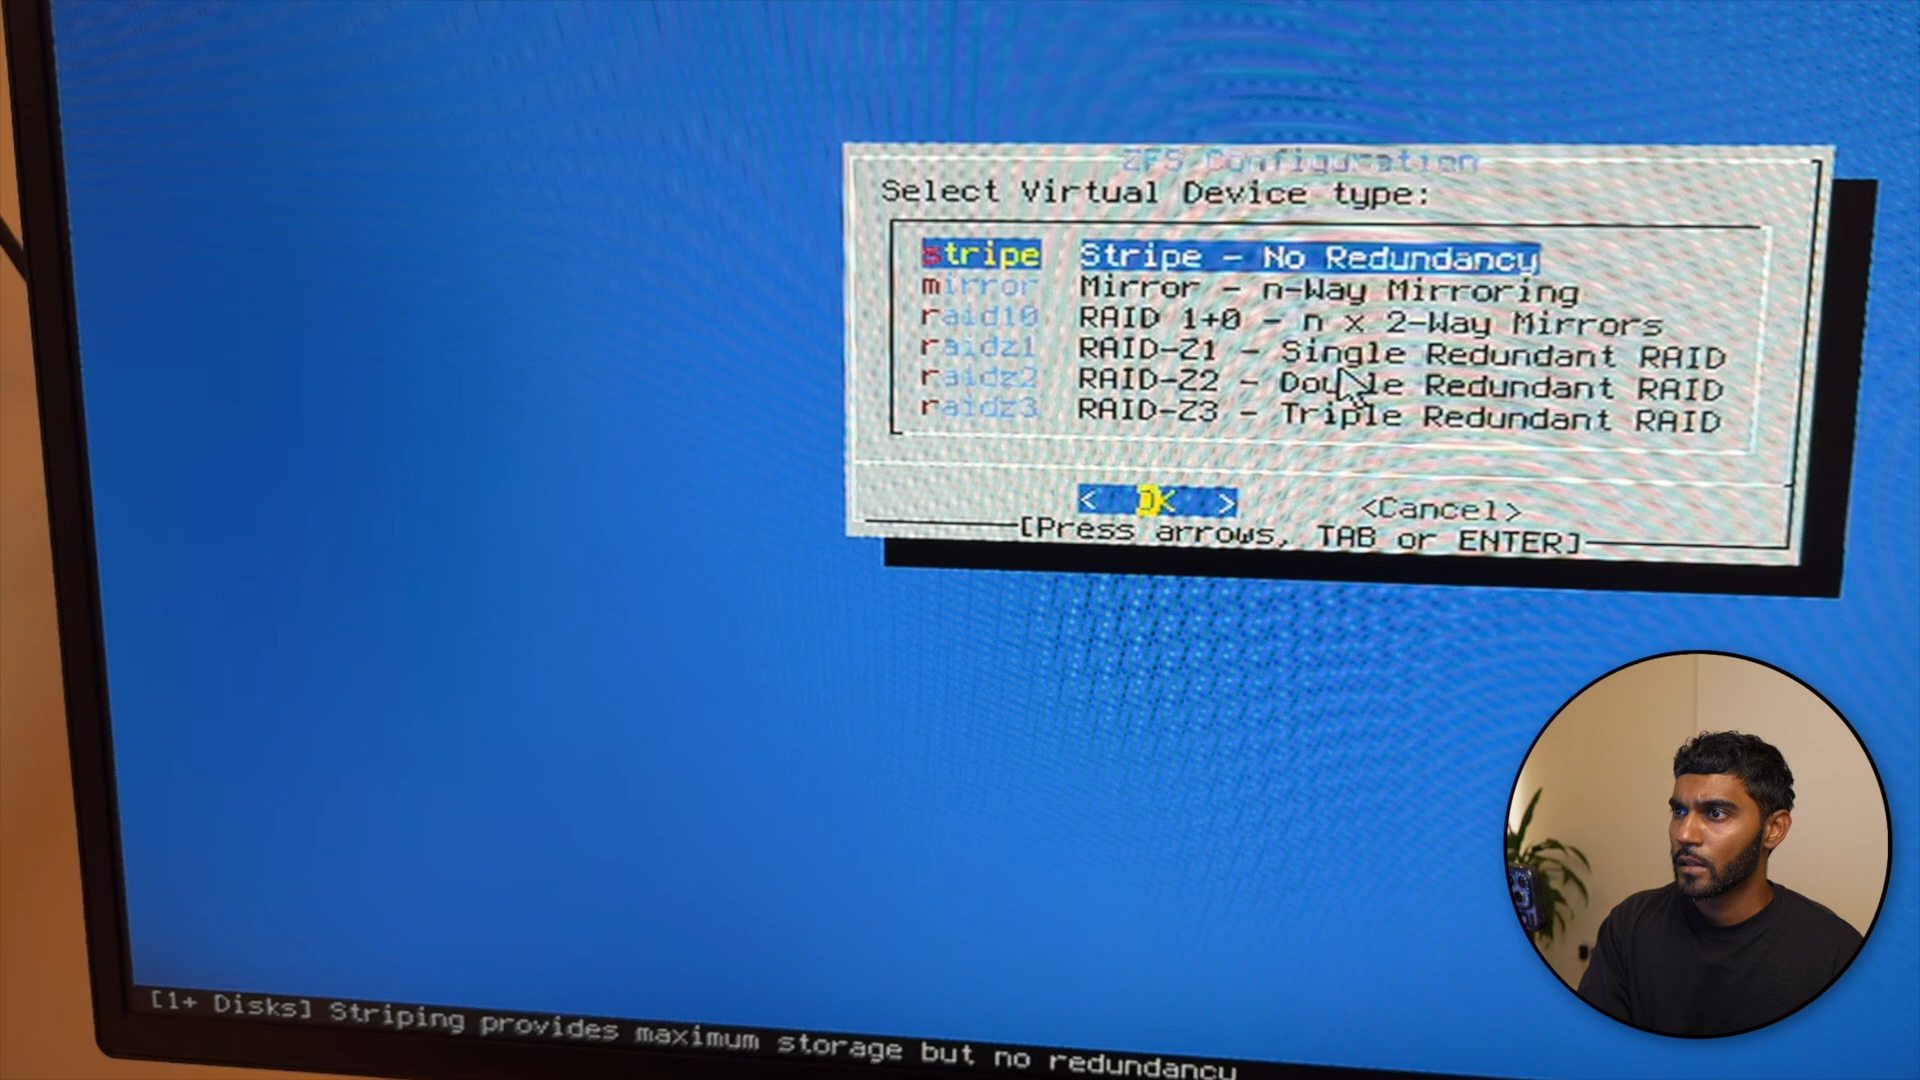 ZFS Configuration
Select Virtual Device type:
stripe Stripe - No Redundancy
mirror Mirror - n-Way Mirroring
raid10 RAID 1+0 - n x 2-Way Mirrors
raidz1 RAID-Z1 - Single Redundant RAID
raidz2 RAID-Z2 - Double Redundant RAID
raidz3 RAID-Z3 - Triple Redundant RAID
< OK > <Cancel>
[Press arrows, TAB or ENTER]
[1+ Disks] Striping provides maximum storage but no redundancy